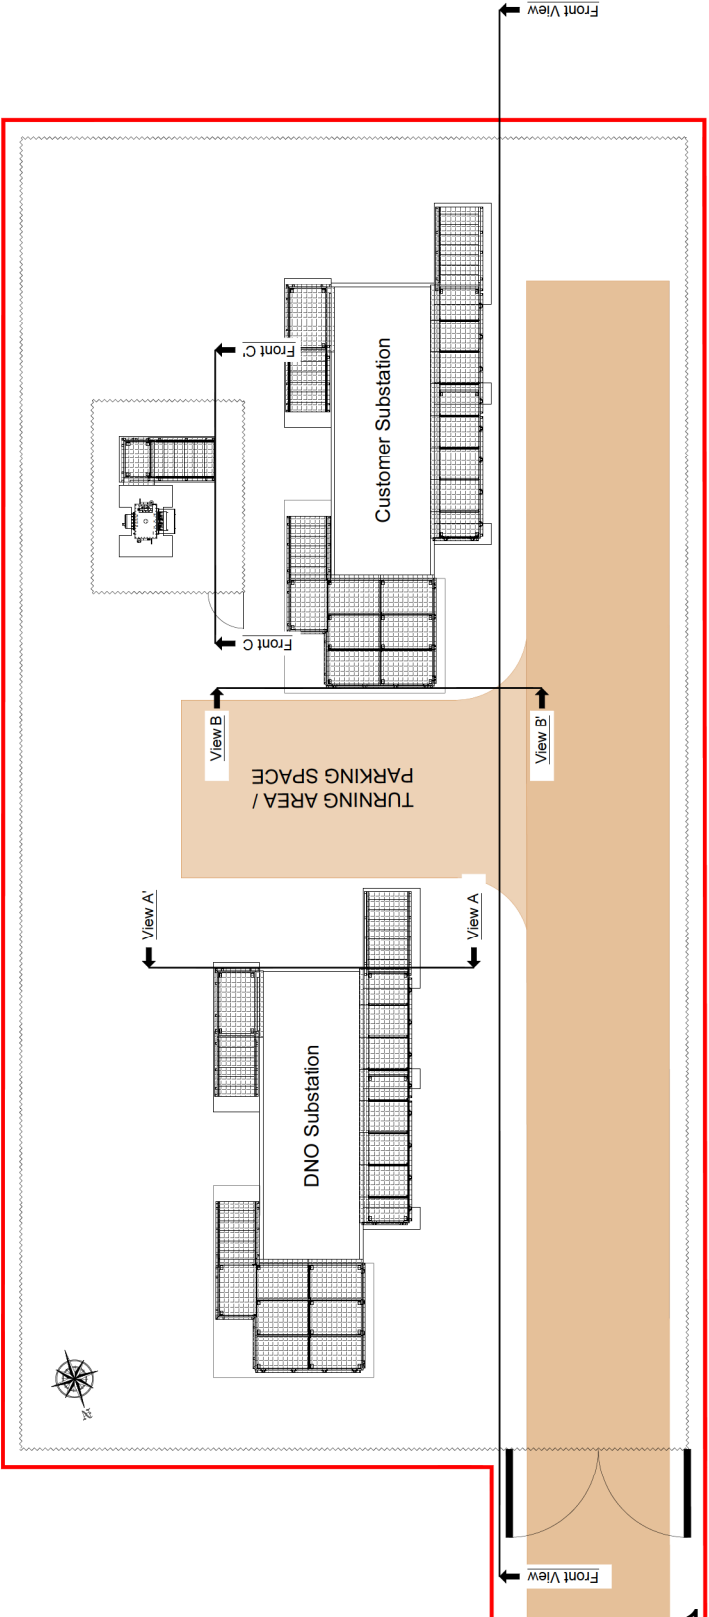 Front View
Customer Substation
Front C'
Front C
View B
View B'
TURNING AREA /
PARKING SPACE
View A'
View A
DNO Substation
N
Front View